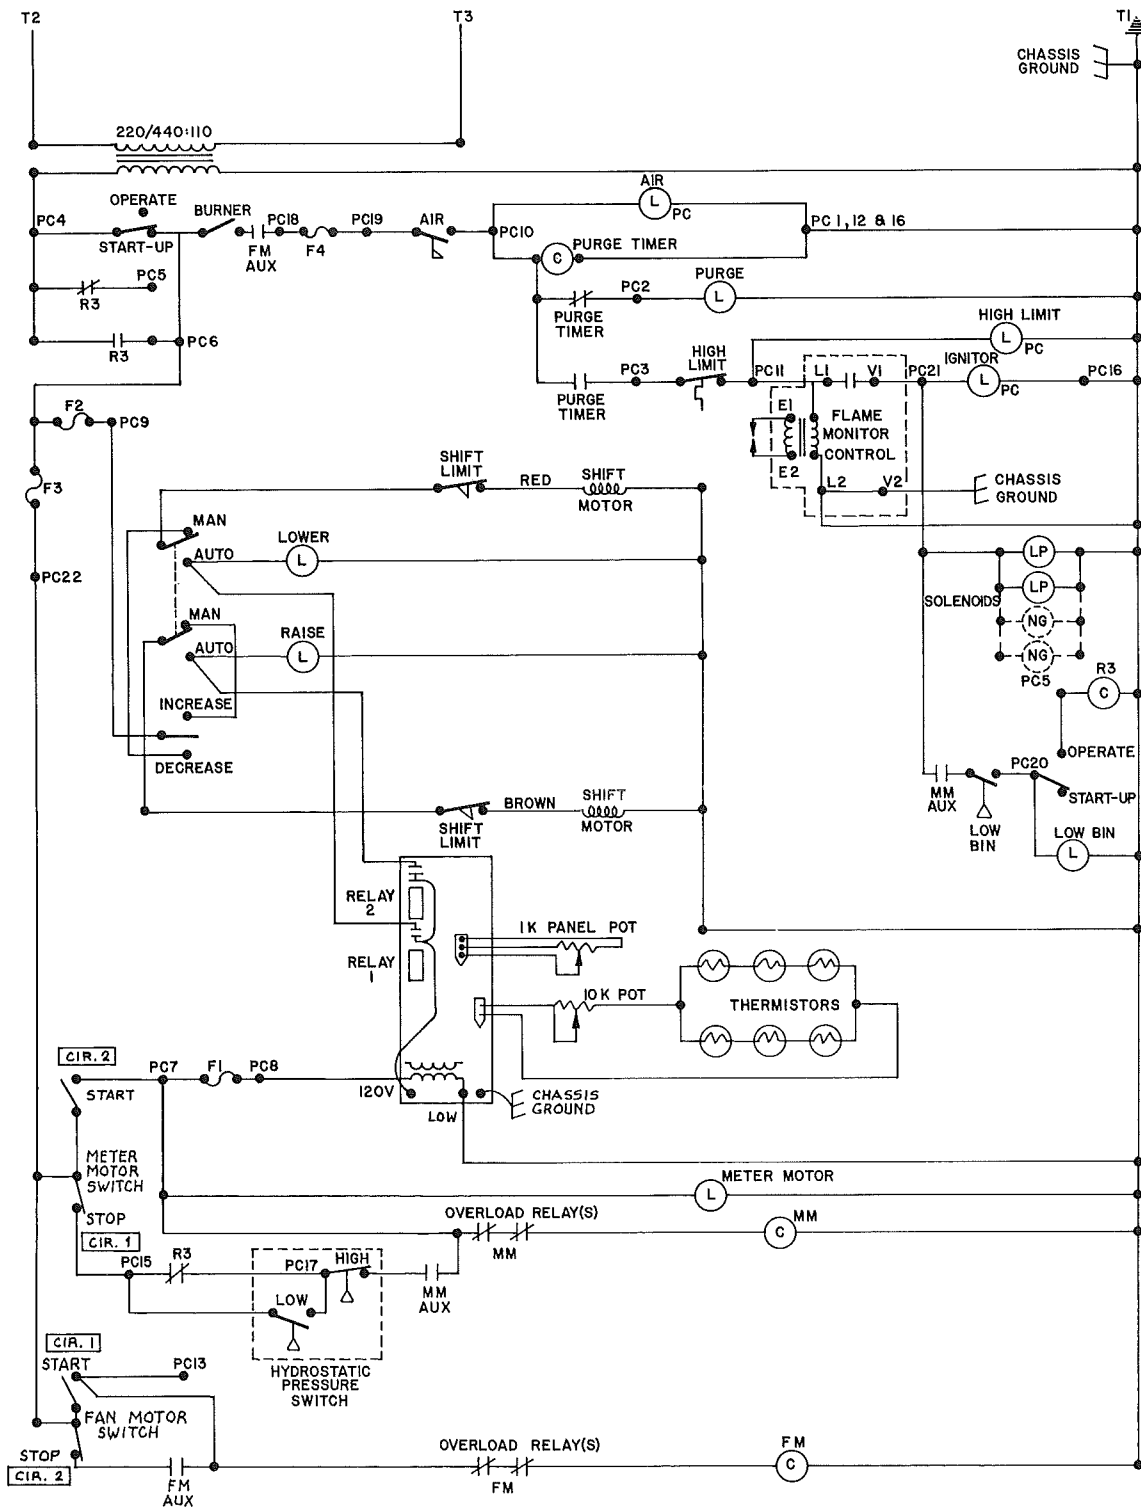 T2
T3
T1
CHASSIS
GROUND
220/440:110
AIR
L
PC
OPERATE
PC4
START-UP
BURNER
PC18
PC19
AIR
PC10
PC 1, 12 & 16
FM
AUX
F4
C
PURGE TIMER
PC5
R3
PC2
PURGE
L
PURGE
TIMER
HIGH LIMIT
L
PC
R3
PC6
PC3
HIGH
LIMIT
PC11
L1
V1
PC21
IGNITOR
L
PC
PC16
PURGE
TIMER
F2
PC9
E1
E2
FLAME
MONITOR
CONTROL
L2
V2
CHASSIS
GROUND
F3
SHIFT
LIMIT
RED
SHIFT
MOTOR
MAN
AUTO
LOWER
L
PC22
LP
LP
SOLENOIDS
NG
NG
PC5
MAN
AUTO
RAISE
L
R3
C
INCREASE
DECREASE
OPERATE
PC20
START-UP
MM
AUX
LOW
BIN
LOW BIN
L
SHIFT
LIMIT
BROWN
SHIFT
MOTOR
RELAY
2
RELAY
1
1K PANEL POT
10K POT
THERMISTORS
CIR. 2
START
PC7
F1
PC8
120V
LOW
CHASSIS
GROUND
METER
MOTOR
SWITCH
STOP
CIR. 1
METER MOTOR
L
OVERLOAD RELAY(S)
MM
C
MM
PC15
R3
PC17
HIGH
LOW
MM
AUX
HYDROSTATIC
PRESSURE
SWITCH
CIR. 1
START
PC13
FAN MOTOR
SWITCH
STOP
CIR. 2
FM
AUX
OVERLOAD RELAY(S)
FM
FM
C